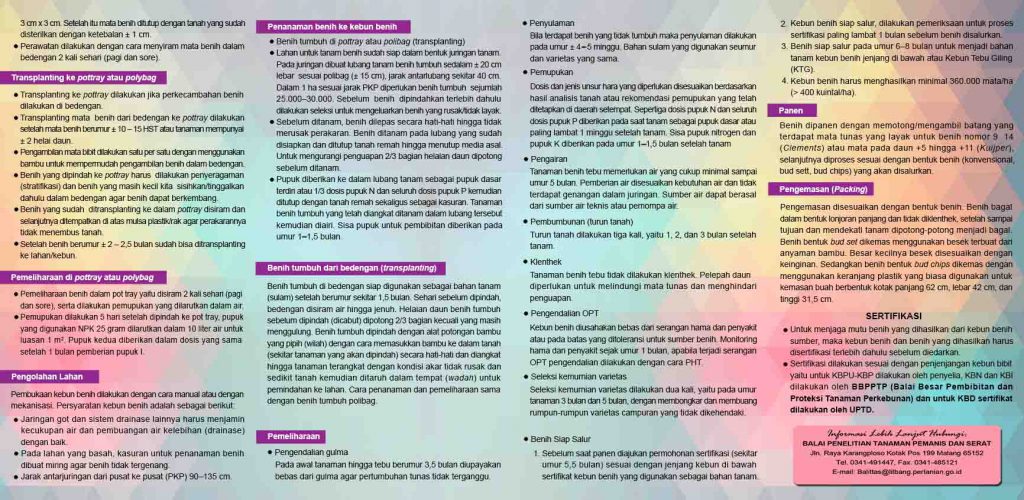 3 cm x 3 cm. Setelah itu mata benih ditutup dengan tanah yang sudah
disterilkan dengan ketebalan ± 1 cm.
● Perawatan dilakukan dengan cara menyiram mata benih dalam
bedengan 2 kali sehari (pagi dan sore).
Transplanting ke pottray atau polybag
● Transplanting ke pottray dilakukan jika perkecambahan benih
dilakukan di bedengan.
● Transplanting mata benih dari bedengan ke pottray dilakukan
setelah mata benih berumur ± 10 – 15 HST atau tanaman mempunyai
± 2 helai daun.
● Pengambilan mata bibit dilakukan satu per satu dengan menggunakan
bambu untuk mempermudah pengambilan benih dalam bedengan.
● Benih yang dipindah ke pottray harus dilakukan penyeragaman
(stratifikasi) dan benih yang masih kecil kita sisihkan/tinggalkan
dahulu dalam bedengan agar benih dapat berkembang.
● Benih yang sudah ditransplanting ke dalam pottray disiram dan
selanjutnya ditempatkan di atas mulsa plastik/rak agar perakarannya
tidak menembus tanah.
● Setelah benih berumur ± 2 – 2,5 bulan sudah bisa ditransplanting
ke lahan/kebun.
Pemeliharaan di pottray atau polybag
● Pemeliharaan benih dalam pot tray yaitu disiram 2 kali sehari (pagi
dan sore), serta dilakukan pemupukan yang dilarutkan dalam air.
● Pemupukan dilakukan 5 hari setelah dipindah ke pot tray, pupuk
yang digunakan NPK 25 gram dilarutkan dalam 10 liter air untuk
luasan 1 m². Pupuk kedua diberikan dalam dosis yang sama
setelah 1 bulan pemberian pupuk I.
Pengolahan Lahan
Pembukaan kebun benih dilakukan dengan cara manual atau dengan
mekanisasi. Persyaratan kebun benih adalah sebagai berikut:
● Jaringan got dan sistem drainase lainnya harus menjamin
kecukupan air dan pembuangan air kelebihan (drainase)
dengan baik.
● Pada lahan yang basah, kasuran untuk penanaman benih
dibuat miring agar benih tidak tergenang.
● Jarak antarjuringan dari pusat ke pusat (PKP) 90–135 cm.
Penanaman benih ke kebun benih
● Benih tumbuh di pottray atau polibag (transplanting)
● Lahan untuk tanam benih sudah siap dalam bentuk juringan tanam.
Pada juringan dibuat lubang tanam benih tumbuh sedalam ± 20 cm
lebar sesuai polibag (± 15 cm), jarak antartubang sekitar 40 cm.
Dalam 1 ha sesuai jarak PKP diperlukan benih tumbuh sejumlah
25.000–30.000. Sebelum benih dipindahkan terlebih dahulu
dilakukan seleksi untuk mengeluarkan benih yang rusak/tidak layak.
● Sebelum ditanam, benih dilepas secara hati-hati hingga tidak
merusak perakaran. Benih ditanam pada lubang yang sudah
disiapkan dan ditutup tanah remah hingga menutup media asal.
Untuk mengurangi penguapan 2/3 bagian helaian daun dipotong
sebelum ditanam.
● Pupuk diberikan ke dalam lubang tanam sebagai pupuk dasar
terdiri atau 1/3 dosis pupuk N dan seluruh dosis pupuk P kemudian
ditutup dengan tanah remah sekaligus sebagai kasuran. Tanaman
benih tumbuh yang telah diangkat ditanam dalam lubang tersebut
kemudian diairi. Sisa pupuk untuk pembibitan diberikan pada
umur 1–1,5 bulan
Benih tumbuh dari bedengan (transplanting)
Benih tumbuh di bedengan siap digunakan sebagai bahan tanam
(sulam) setelah berumur sekitar 1,5 bulan. Sehari sebelum dipindah,
bedengan disiram air hingga jenuh. Helaian daun benih tumbuh
sebelum dipindah (dicabut) dipotong 2/3 bagian kecuali yang masih
menggulung. Benih tumbuh dipindah dengan alat potongan bambu
yang pipih (wilah) dengan cara memasukkan bambu ke dalam tanah
(sekitar tanaman yang akan dipindah) secara hati-hati dan diangkat
hingga tanaman terangkat dengan kondisi akar tidak rusak dan
sedikit tanah kemudian ditaruh dalam tempat (wadah) untuk
pemindahan ke lahan. Cara penanaman dan pemeliharaan sama
dengan benih tumbuh polibag.
Pemeliharaan
● Pengendalian gulma
Pada awal tanaman hingga tebu berumur 3,5 bulan diupayakan
bebas dari gulma agar pertumbuhan tunas tidak terganggu.
● Penyulaman
Bila terdapat benih yang tidak tumbuh maka penyulaman dilakukan
pada umur ± 4–5 minggu. Bahan sulam yang digunakan seumur
dan varietas yang sama.
● Pemupukan
Dosis dan jenis unsur hara yang diperlukan disesuaikan berdasarkan
hasil analisis tanah atau rekomendasi pemupukan yang telah
ditetapkan di daerah setempat. Sepertiga dosis pupuk N dan seluruh
dosis pupuk P diberikan pada saat tanam sebagai pupuk dasar atau
paling lambat 1 minggu setelah tanam. Sisa pupuk nitrogen dan
pupuk K diberikan pada umur 1–1,5 bulan setelah tanam
● Pengairan
Tanaman benih tebu memerlukan air yang cukup minimal sampai
umur 5 bulan. Pemberian air disesuaikan kebutuhan air dan tidak
terdapat genangan dalam juringan. Sumber air dapat berasal
dari sumber air teknis atau pemompa air.
● Pembumbunan (turun tanah)
Turun tanah dilakukan tiga kali, yaitu 1, 2, dan 3 bulan setelah
tanam.
● Klenthek
Tanaman benih tebu tidak dilakukan klenthek. Pelepah daun
diperlukan untuk melindungi mata tunas dan menghindari
penguapan.
● Pengendalian OPT
Kebun benih diusahakan bebas dari serangan hama dan penyakit
atau pada batas yang ditoleransi untuk sumber benih. Monitoring
hama dan penyakit sejak umur 1 bulan, apabila terjadi serangan
OPT pengendalian dilakukan dengan cara PHT.
● Seleksi kemurnian varietas
Seleksi kemurnian varietas dilakukan dua kali, yaitu pada umur
tanaman 3 bulan dan 5 bulan, dengan membongkar dan membuang
rumpun-rumpun varietas campuran yang tidak dikehendaki.
● Benih Siap Salur
1. Sebelum saat panen diajukan permohonan sertifikasi (sekitar
umur 5,5 bulan) sesuai dengan jenjang kebun di bawah
sertifikat kebun benih yang digunakan sebagai bahan tanam.
2. Kebun benih siap salur, dilakukan pemeriksaan untuk proses
sertifikasi paling lambat 1 bulan sebelum benih disalurkan.
3. Benih siap salur pada umur 6–8 bulan untuk menjadi bahan
tanam kebun benih jenjang di bawah atau Kebun Tebu Giling
(KTG).
4. Kebun benih harus menghasilkan minimal 360.000 mata/ha
(> 400 kuintal/ha).
Panen
Benih dipanen dengan memotong/mengambil batang yang
terdapat mata tunas yang layak untuk benih nomor 9 14
(Clements) atau mata pada daun +5 hingga +11 (Kuijper),
selanjutnya diproses sesuai dengan bentuk benih (konvensional,
bud sett, bud chips) yang akan disalurkan.
Pengemasan (Packing)
Pengemasan disesuaikan dengan bentuk benih. Benih bagal
dalam bentuk lonjoran panjang dan tidak diklenthek, setelah sampai
tujuan dan mendekati tanam dipotong-potong menjadi bagal.
Benih bentuk bud set dikemas menggunakan besek terbuat dari
anyaman bambu. Besar kecilnya besek disesuaikan dengan
keinginan. Sedangkan benih bentuk bud chips dikemas dengan
menggunakan keranjang plastik yang biasa digunakan untuk
kemasan buah berbentuk kotak panjang 62 cm, lebar 42 cm, dan
tinggi 31,5 cm.
SERTIFIKASI
● Untuk menjaga mutu benih yang dihasilkan dari kebun benih
sumber, maka kebun benih dan benih yang dihasilkan harus
disertifikasi terlebih dahulu sebelum diedarkan.
● Sertifikasi dilakukan sesuai dengan penjenjangan kebun bibit
yaitu untuk KBPU-KBP dilakukan oleh penyelia, KBN dan KBI
dilakukan oleh BBPPTP (Balai Besar Pembibitan dan
Proteksi Tanaman Perkebunan) dan untuk KBD sertifikat
dilakukan oleh UPTD.
Informasi Lebih Lanjut Hubungi:
BALAI PENELITIAN TANAMAN PEMANIS DAN SERAT
Jln. Raya Karangploso Kotak Pos 199 Malang 65152
Tel. 0341-491447, Fax. 0341-485121
E-mail: Balittas@litbang.pertanian.go.id